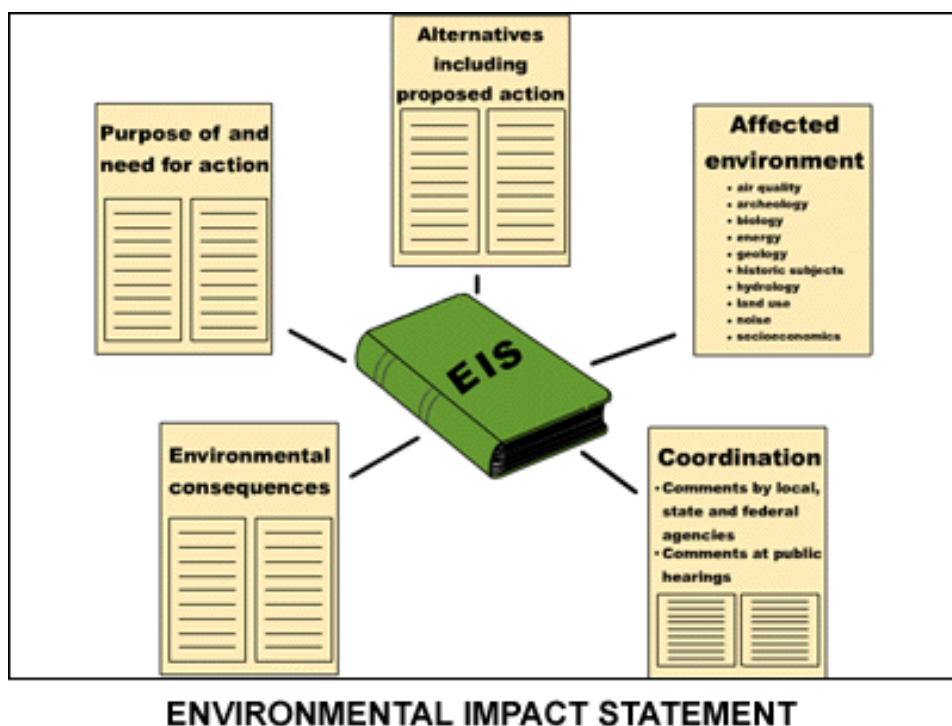 Alternatives
including
proposed action
Purpose of and
need for action
Affected
environment
• air quality
• archeology
• biology
• energy
• geology
• historic subjects
• hydrology
• land use
• noise
• socioeconomics
EIS
Environmental
consequences
Coordination
• Comments by local,
state and federal
agencies
• Comments at public
hearings
ENVIRONMENTAL IMPACT STATEMENT